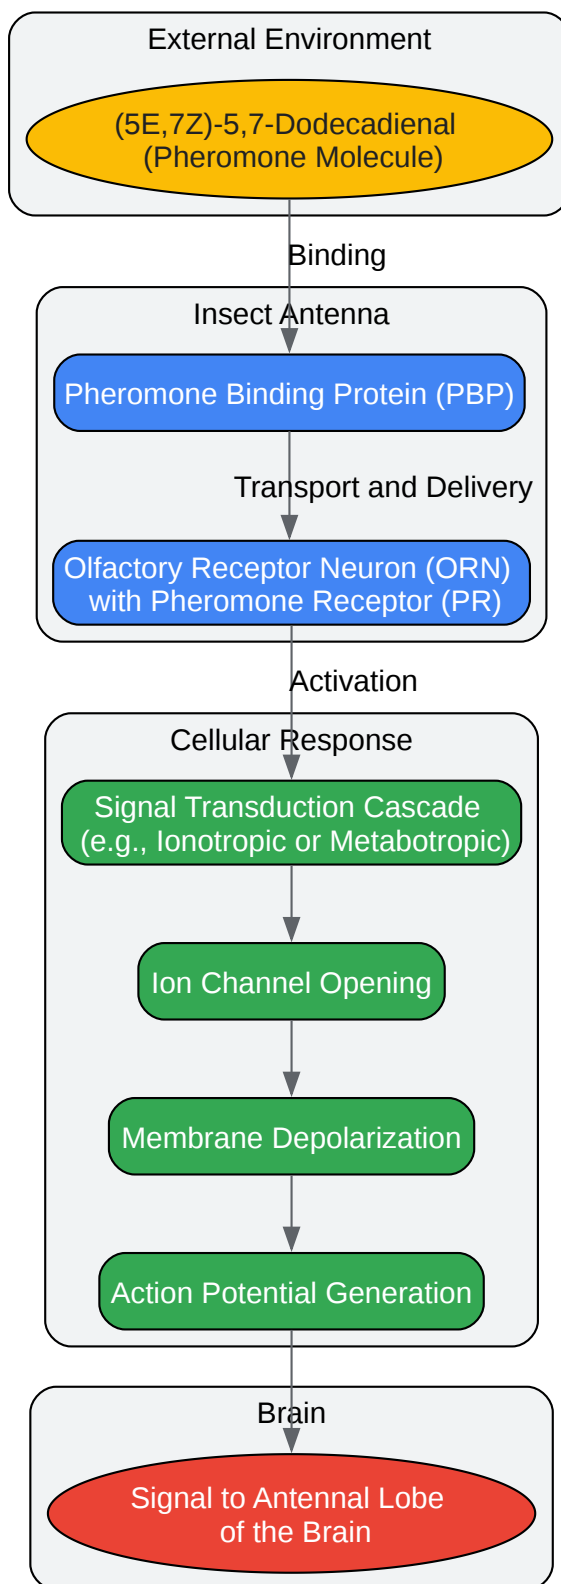 External Environment
(5E,7Z)-5,7-Dodecadienal
(Pheromone Molecule)
Binding
Insect Antenna
Pheromone Binding Protein (PBP)
Transport and Delivery
Olfactory Receptor Neuron (ORN)
with Pheromone Receptor (PR)
Activation
Cellular Response
Signal Transduction Cascade
(e.g., Ionotropic or Metabotropic)
Ion Channel Opening
Membrane Depolarization
Action Potential Generation
Brain
Signal to Antennal Lobe
of the Brain